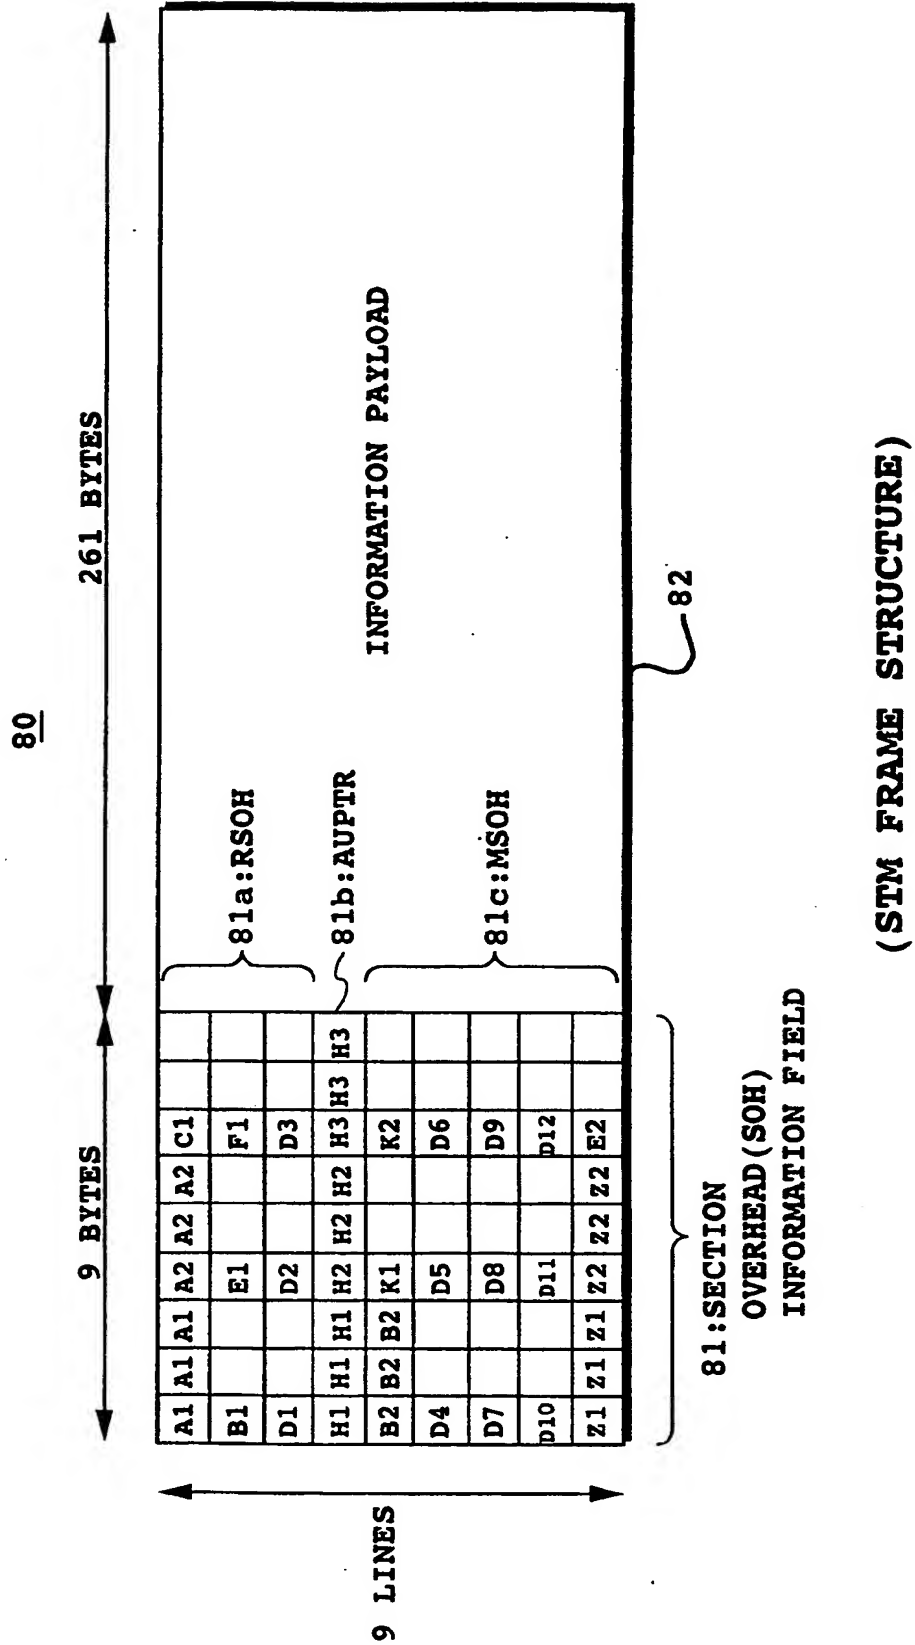 80
9 BYTES
261 BYTES
9 LINES
A1 A1 A1 A2 A2 A2 C1
B1 E1 F1
D1 D2 D3
H1 H1 H1 H2 H2 H2 H3 H3 H3
B2 B2 B2 K1 K2
D4 D5 D6
D7 D8 D9
D10 D11 D12
Z1 Z1 Z1 Z2 Z2 Z2 E2
81a:RSOH
81b:AUPTR
81c:MSOH
INFORMATION PAYLOAD
82
81:SECTION
OVERHEAD(SOH)
INFORMATION FIELD
(STM FRAME STRUCTURE)